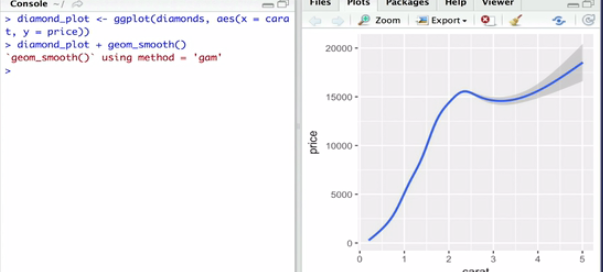 Console ~/
> diamond_plot <- ggplot(diamonds, aes(x = cara
t, y = price))
> diamond_plot + geom_smooth()
`geom_smooth()` using method = 'gam'
>
Files Plots Packages Help Viewer
Zoom Export
20000
15000
10000
5000
0
price
0 1 2 3 4 5
carat